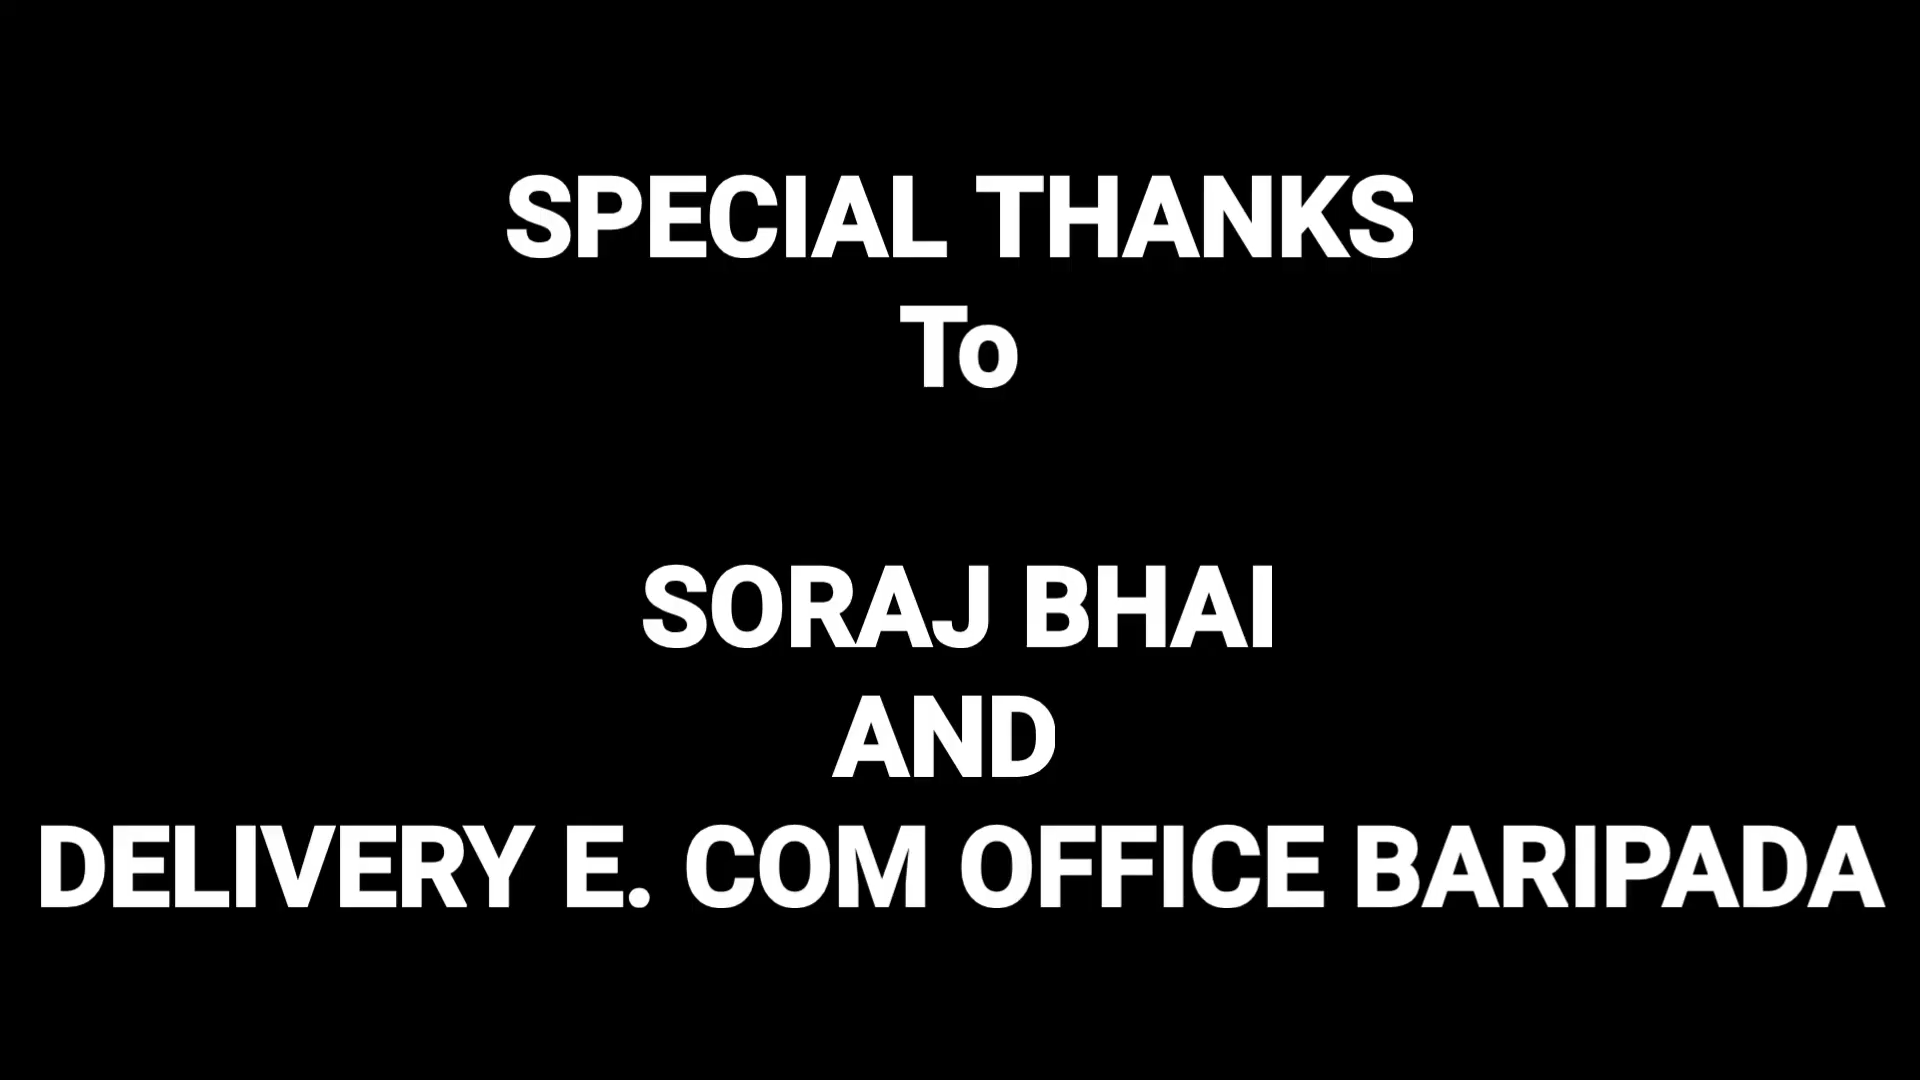 SPECIAL THANKS
To
SORAJ BHAI
AND
DELIVERY E. COM OFFICE BARIPADA